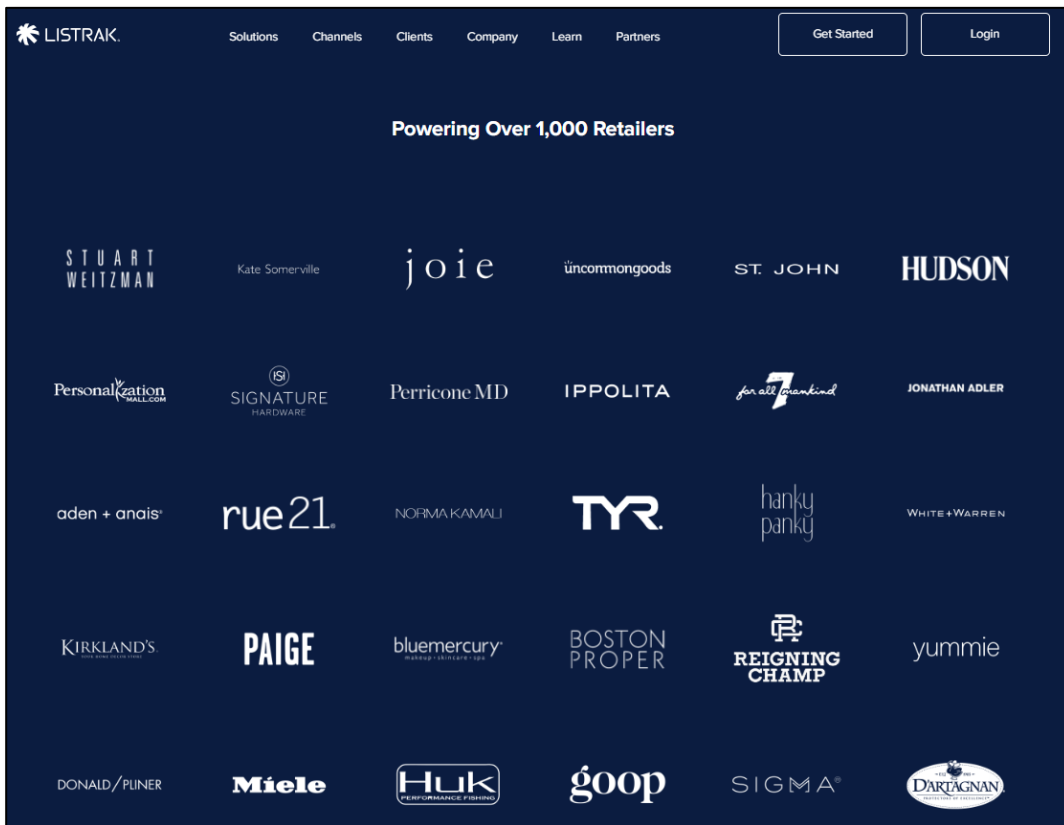 LISTRAK.
Solutions Channels Clients Company Learn Partners Get Started Login
Powering Over 1,000 Retailers
STUART
WEITZMAN
Kate Somerville
joie
uncommongoods
ST. JOHN
HUDSON
Personalization
MALL.COM
iSi
SIGNATURE
HARDWARE
Perricone MD
IPPOLITA
for all 7 mankind
JONATHAN ADLER
aden + anais®
rue21.
NORMA KAMALI
TYR.
hanky
panky
WHITE+WARREN
KIRKLAND'S.
PAIGE
bluemercury®
makeup • skincare • spa
BOSTON
PROPER
RC
REIGNING
CHAMP
yummie
DONALD/PLINER
Miele
HUK
PERFORMANCE FISHING
goop
SIGMA®
D'ARTAGNAN